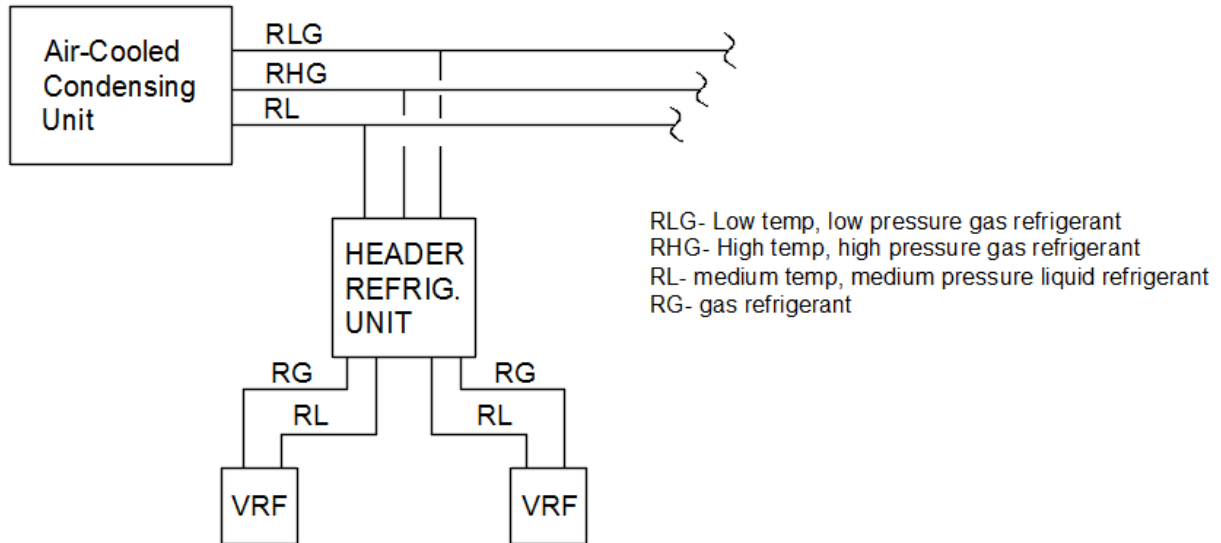 Air-Cooled
Condensing
Unit
RLG
RHG
RL
HEADER
REFRIG.
UNIT
RLG- Low temp, low pressure gas refrigerant
RHG- High temp, high pressure gas refrigerant
RL- medium temp, medium pressure liquid refrigerant
RG- gas refrigerant
RG
RG
RL
RL
VRF
VRF